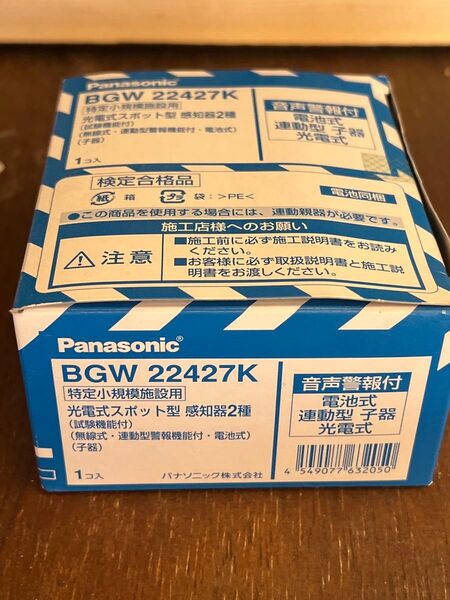 Panasonic
BGW 22427K
特定小規模施設用
光電式スポット型 感知器2種
(試験機能付)
(無線式・連動型警報機能付・電池式)
(子器)
1コ入
音声警報付
電池式
連動型 子器
光電式
検定合格品
紙 箱 プラ 袋:>PE<
電池同梱
●この商品を使用する場合には、連動親器が必要です。
施工店様へのお願い
注意
■施工前に必ず施工説明書をお読み
ください。
■お客様に必ず取扱説明書と施工説
明書をお渡しください。
Panasonic®
BGW 22427K
特定小規模施設用
光電式スポット型 感知器2種
(試験機能付)
(無線式・連動型警報機能付・電池式)
(子器)
1コ入
パナソニック株式会社
音声警報付
電池式
連動型 子器
光電式
4 549077 632050